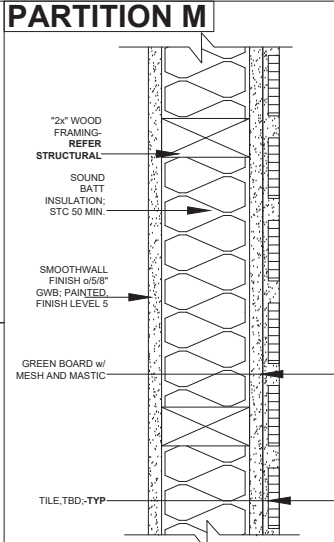 PARTITION M
"2x" WOOD
FRAMING-
REFER
STRUCTURAL
SOUND
BATT
INSULATION;
STC 50 MIN.
SMOOTHWALL
FINISH o/5/8"
GWB; PAINTED,
FINISH LEVEL 5
GREEN BOARD w/
MESH AND MASTIC
TILE,TBD;-TYP